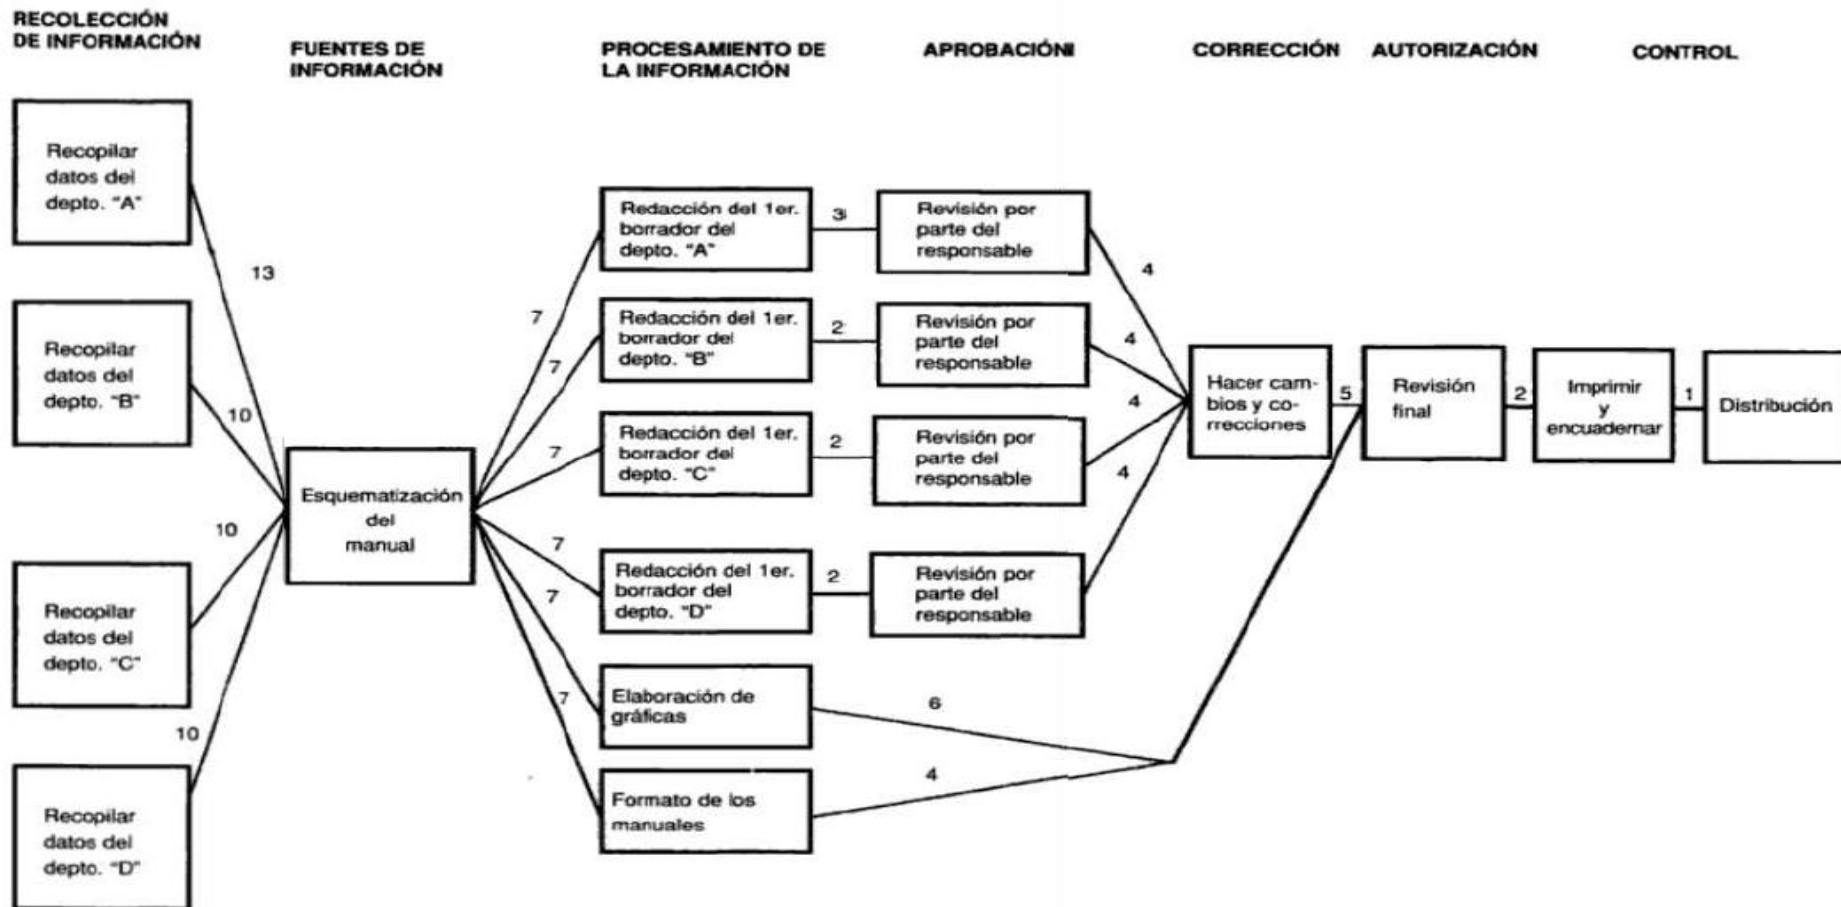 RECOLECCIÓN
DE INFORMACIÓN
FUENTES DE
INFORMACIÓN
PROCESAMIENTO DE
LA INFORMACIÓN
APROBACIÓN
CORRECCIÓN
AUTORIZACIÓN
CONTROL
Recopilar
datos del
depto. "A"
13
Recopilar
datos del
depto. "B"
10
Recopilar
datos del
depto. "C"
10
Recopilar
datos del
depto. "D"
10
Esquematización
del
manual
7
7
7
7
7
7
Redacción del 1er.
borrador del
depto. "A"
3
Revisión por
parte del
responsable
4
Redacción del 1er.
borrador del
depto. "B"
2
Revisión por
parte del
responsable
4
Redacción del 1er.
borrador del
depto. "C"
2
Revisión por
parte del
responsable
4
Redacción del 1er.
borrador del
depto. "D"
2
Revisión por
parte del
responsable
4
Elaboración de
gráficas
6
Formato de los
manuales
4
Hacer cam-
bios y co-
rrecciones
5
Revisión
final
2
Imprimir
y
encuadernar
1
Distribución